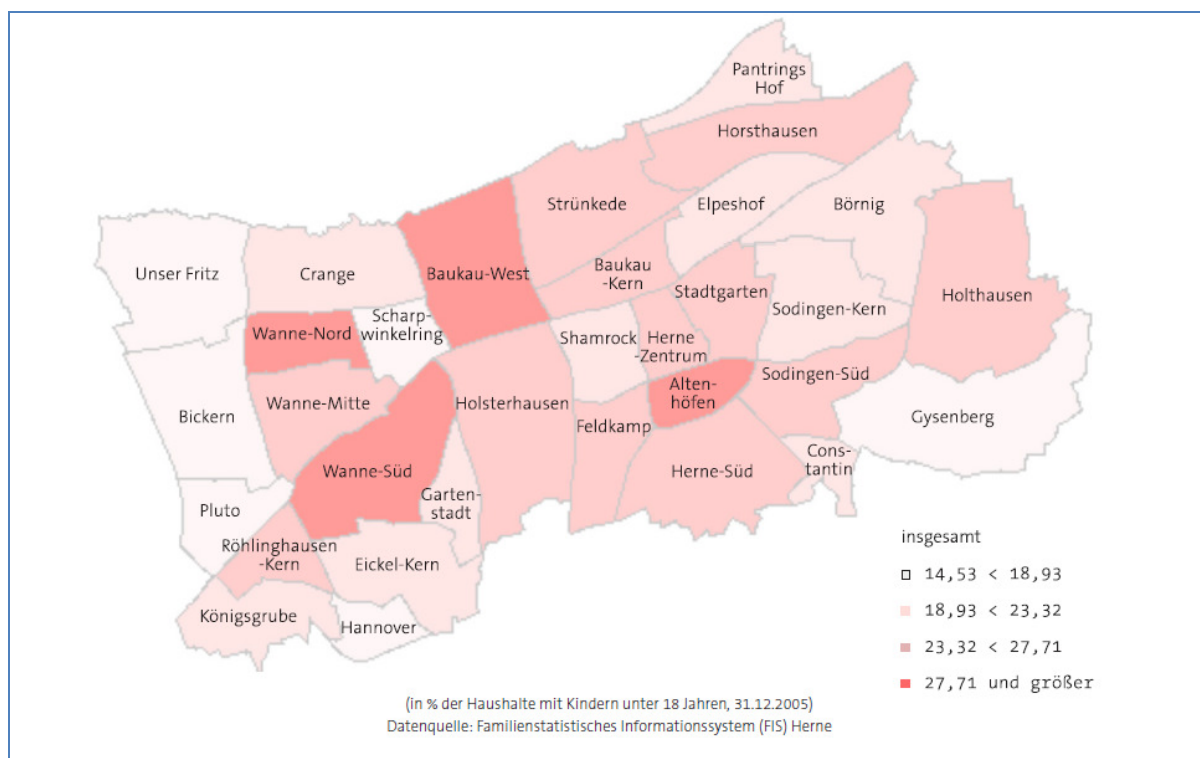 Pantrings
Hof
Horsthausen
Strünkede
Elpeshof
Börnig
Unser Fritz
Crange
Baukau-West
Baukau
-Kern
Stadtgarten
Holthausen
Sodingen-Kern
Scharp-
winkelring
Wanne-Nord
Shamrock
Herne
-Zentrum
Sodingen-Süd
Alten-
höfen
Wanne-Mitte
Holsterhausen
Bickern
Feldkamp
Gysenberg
Wanne-Süd
Herne-Süd
Cons-
tantin
Garten-
stadt
Pluto
Röhlinghausen
-Kern
Eickel-Kern
Königsgrube
Hannover
insgesamt
14,53 < 18,93
18,93 < 23,32
23,32 < 27,71
27,71 und größer
(in % der Haushalte mit Kindern unter 18 Jahren, 31.12.2005)
Datenquelle: Familienstatistisches Informationssystem (FIS) Herne